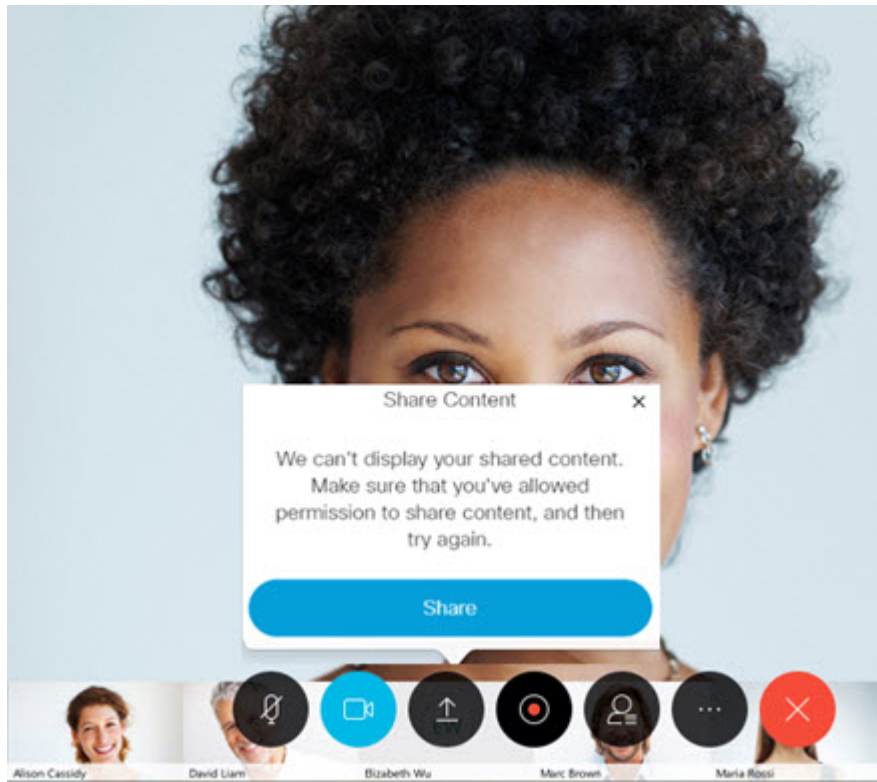 Share Content
We can't display your shared content.
Make sure that you've allowed
permission to share content, and then
try again.
Share
EW
Alison Cassidy
David Liam
Elizabeth Wu
Marc Brown
Maria Rossi